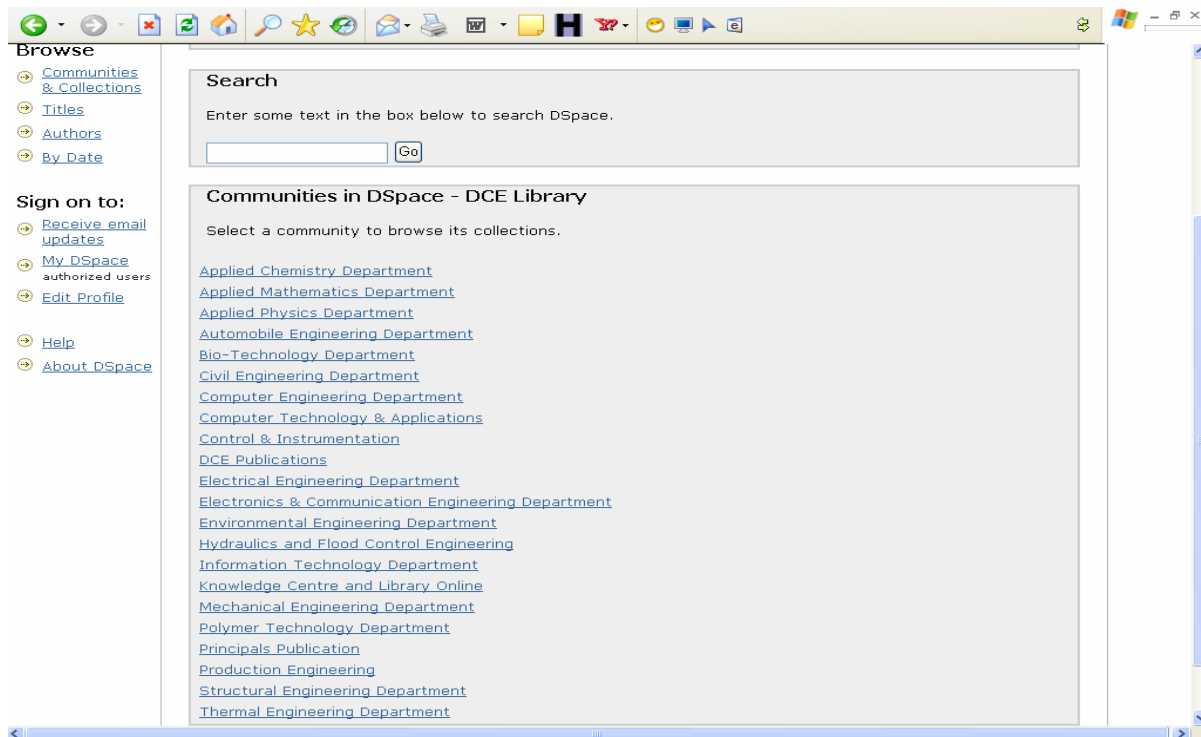 Browse
Communities
& Collections
Titles
Authors
By Date
Sign on to:
Receive email
updates
My DSpace
authorized users
Edit Profile
Help
About DSpace
Search
Enter some text in the box below to search DSpace.
Go
Communities in DSpace - DCE Library
Select a community to browse its collections.
Applied Chemistry Department
Applied Mathematics Department
Applied Physics Department
Automobile Engineering Department
Bio-Technology Department
Civil Engineering Department
Computer Engineering Department
Computer Technology & Applications
Control & Instrumentation
DCE Publications
Electrical Engineering Department
Electronics & Communication Engineering Department
Environmental Engineering Department
Hydraulics and Flood Control Engineering
Information Technology Department
Knowledge Centre and Library Online
Mechanical Engineering Department
Polymer Technology Department
Principals Publication
Production Engineering
Structural Engineering Department
Thermal Engineering Department